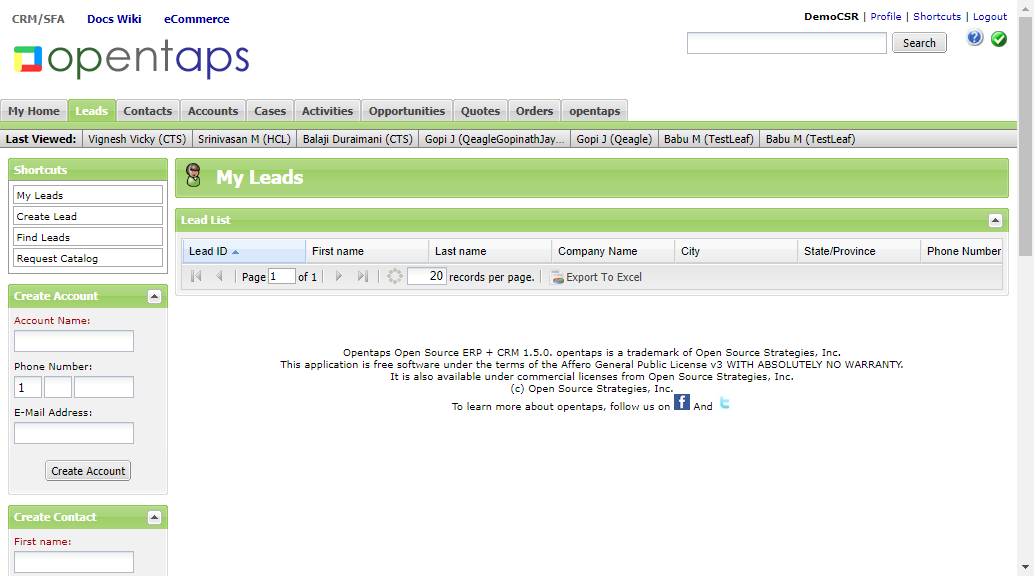 CRM/SFA Docs Wiki eCommerce
DemoCSR | Profile | Shortcuts | Logout
opentaps
Search
My Home Leads Contacts Accounts Cases Activities Opportunities Quotes Orders opentaps
Last Viewed: Vignesh Vicky (CTS) Srinivasan M (HCL) Balaji Duraimani (CTS) Gopi J (QeagleGopinathJay... Gopi J (Qeagle) Babu M (TestLeaf) Babu M (TestLeaf)
Shortcuts
My Leads
Create Lead
Find Leads
Request Catalog
Create Account
Account Name:
Phone Number:
1
E-Mail Address:
Create Account
Create Contact
First name:
My Leads
Lead List
Lead ID First name Last name Company Name City State/Province Phone Number
Page 1 of 1 20 records per page. Export To Excel
Opentaps Open Source ERP + CRM 1.5.0. opentaps is a trademark of Open Source Strategies, Inc.
This application is free software under the terms of the Affero General Public License v3 WITH ABSOLUTELY NO WARRANTY.
It is also available under commercial licenses from Open Source Strategies, Inc.
(c) Open Source Strategies, Inc.
To learn more about opentaps, follow us on f And t